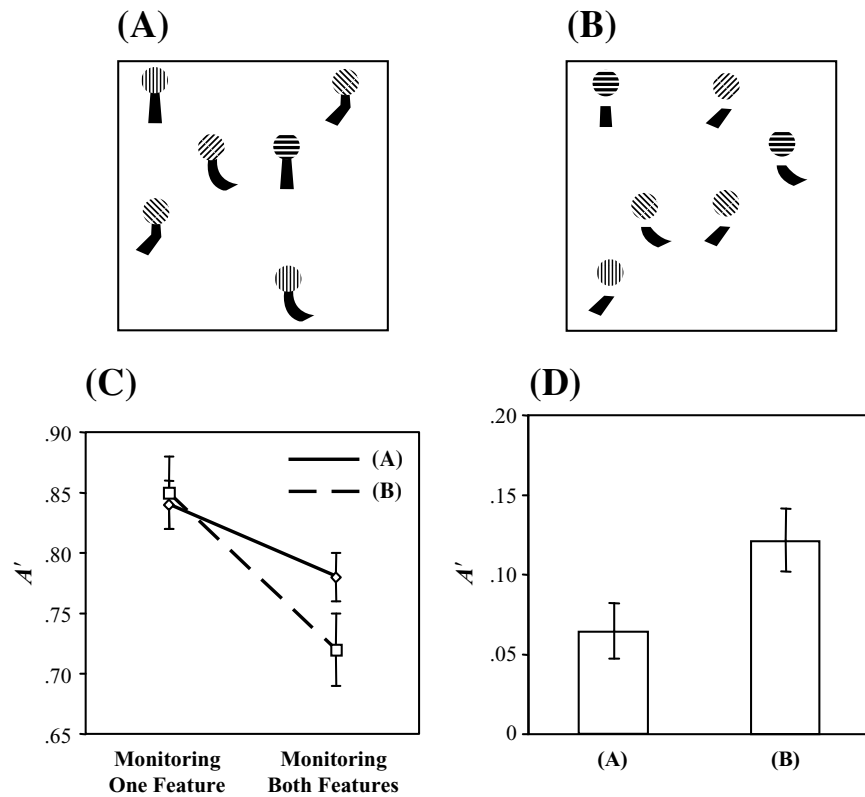 (A)
(B)
(C)
.90
.85
.80
.75
.70
.65
A′
(A)
(B)
Monitoring
One Feature
Monitoring
Both Features
(D)
.20
.15
.10
.05
0
A′
(A)
(B)